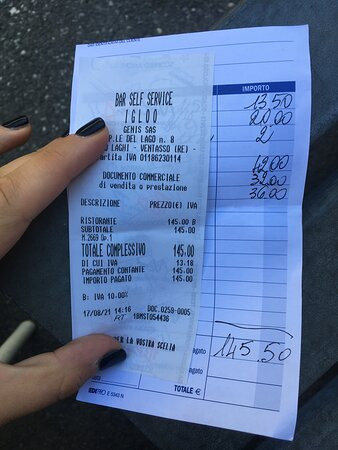 IMPORTO
13.50
20.00
2
12.00
32.00
36.00
BAR SELF SERVICE
IGLOO
GENIS SAS
P.LE DEL LAGO n. 8
LAGHI - VENTASSO (RE)
Partita IVA 01186230114
DOCUMENTO COMMERCIALE
di vendita o prestazione
DESCRIZIONE PREZZO(€) IVA
RISTORANTE 145.00 B
SUBTOTALE 145.00
M.2669 Op.1
TOTALE COMPLESSIVO 145.00
DI CUI IVA 13.18
PAGAMENTO CONTANTE 145.00
IMPORTO PAGATO 145.00
B: IVA 10.00%
17/08/21 14:16 DOC.0259-0005
RT 18MST054436
PER LA VOSTRA SCELTA
145.50
TOTALE €